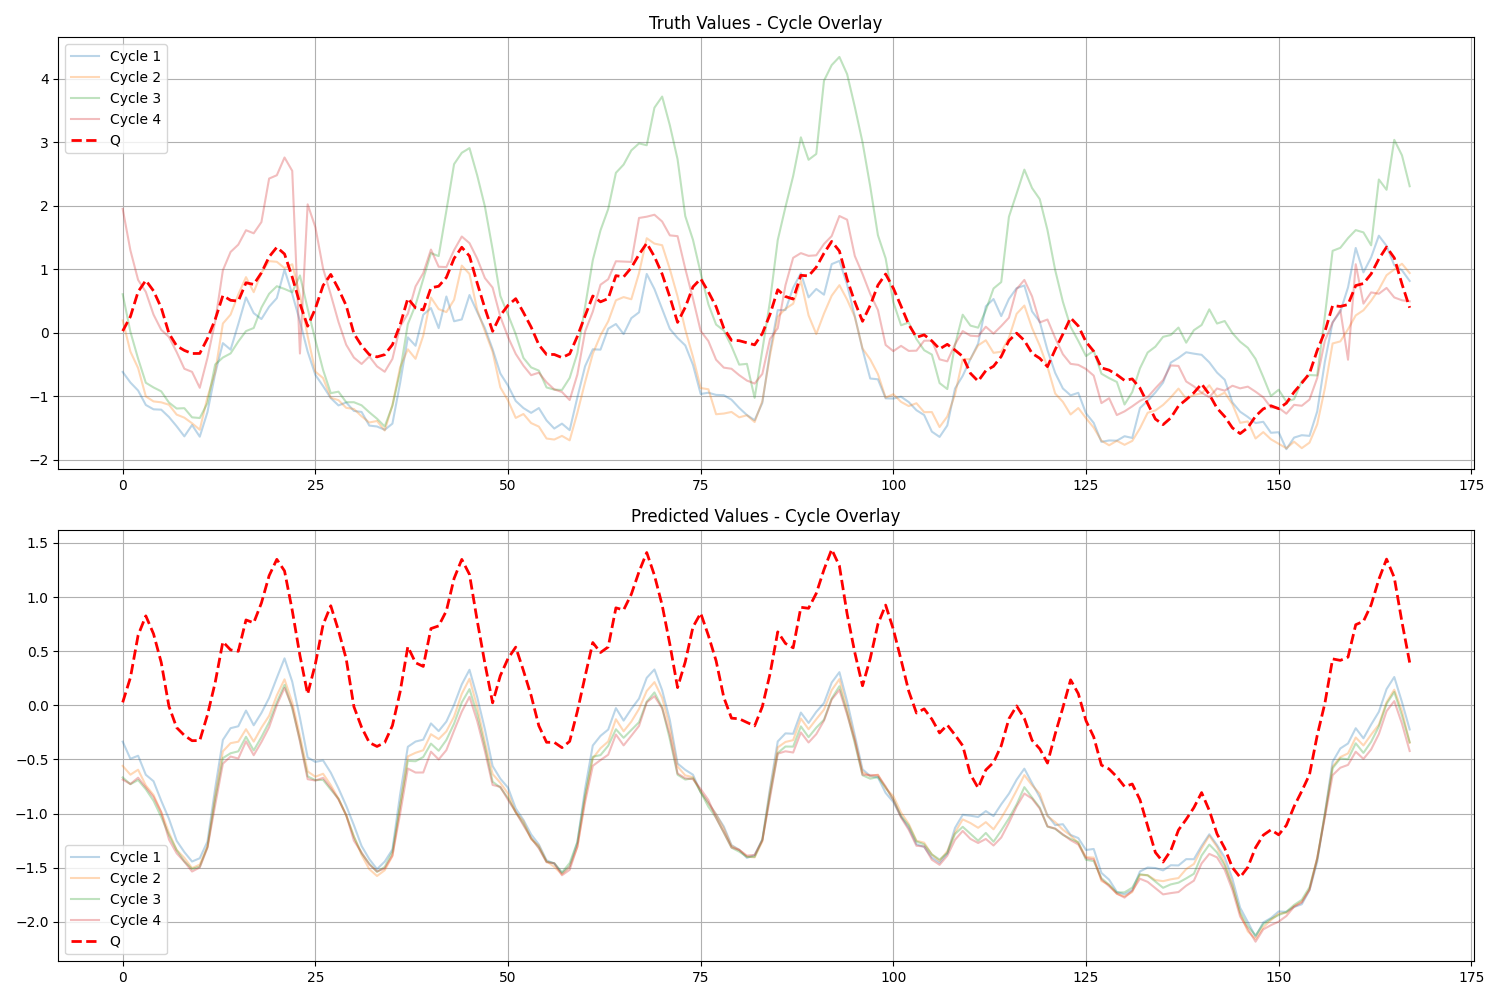 Truth Values - Cycle Overlay
Cycle 1
Cycle 2
Cycle 3
Cycle 4
Q
4
3
2
1
0
−1
−2
0 25 50 75 100 125 150 175
Predicted Values - Cycle Overlay
1.5
1.0
0.5
0.0
−0.5
−1.0
−1.5
−2.0
Cycle 1
Cycle 2
Cycle 3
Cycle 4
Q
0 25 50 75 100 125 150 175